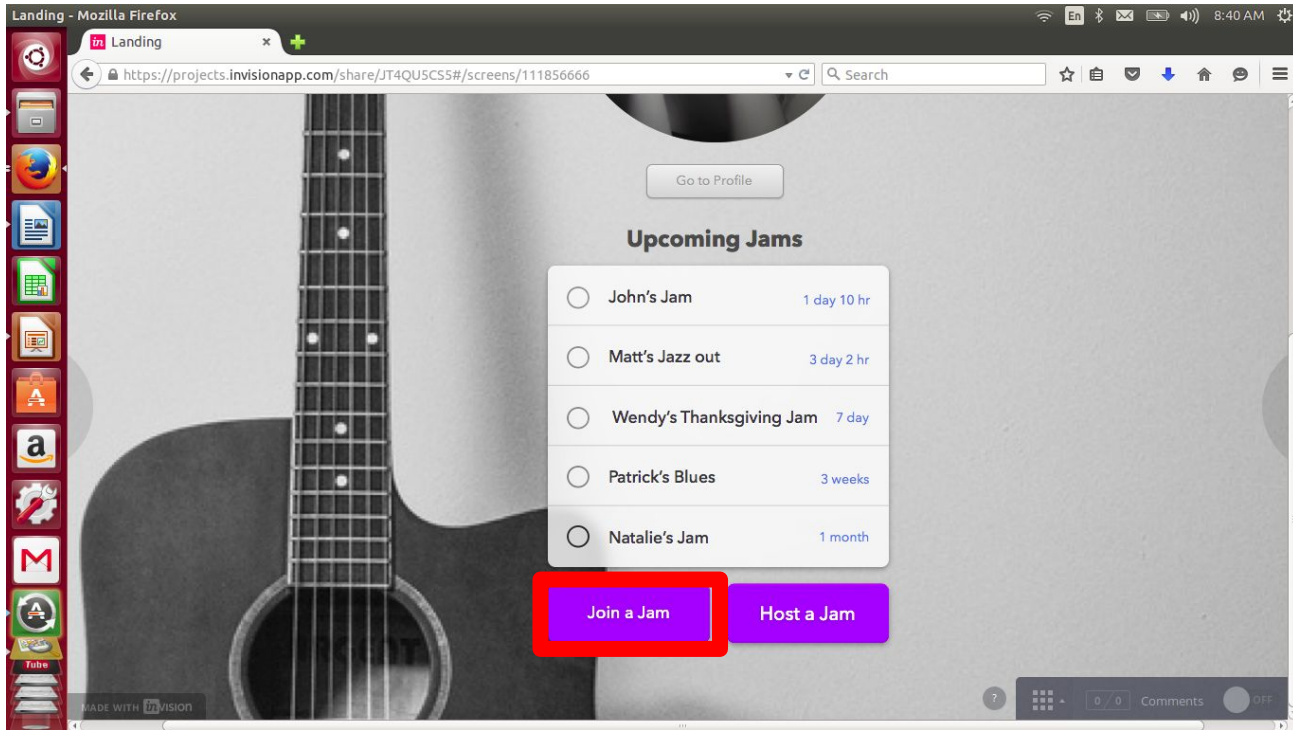 Landing - Mozilla Firefox
En
8:40 AM
in Landing
https://projects.invisionapp.com/share/JT4QU5CS5#/screens/111856666
Search
Go to Profile
Upcoming Jams
John's Jam 1 day 10 hr
Matt's Jazz out 3 day 2 hr
Wendy's Thanksgiving Jam 7 day
Patrick's Blues 3 weeks
Natalie's Jam 1 month
Join a Jam
Host a Jam
a
Tube
MADE WITH inVISION
?
0/0 Comments OFF